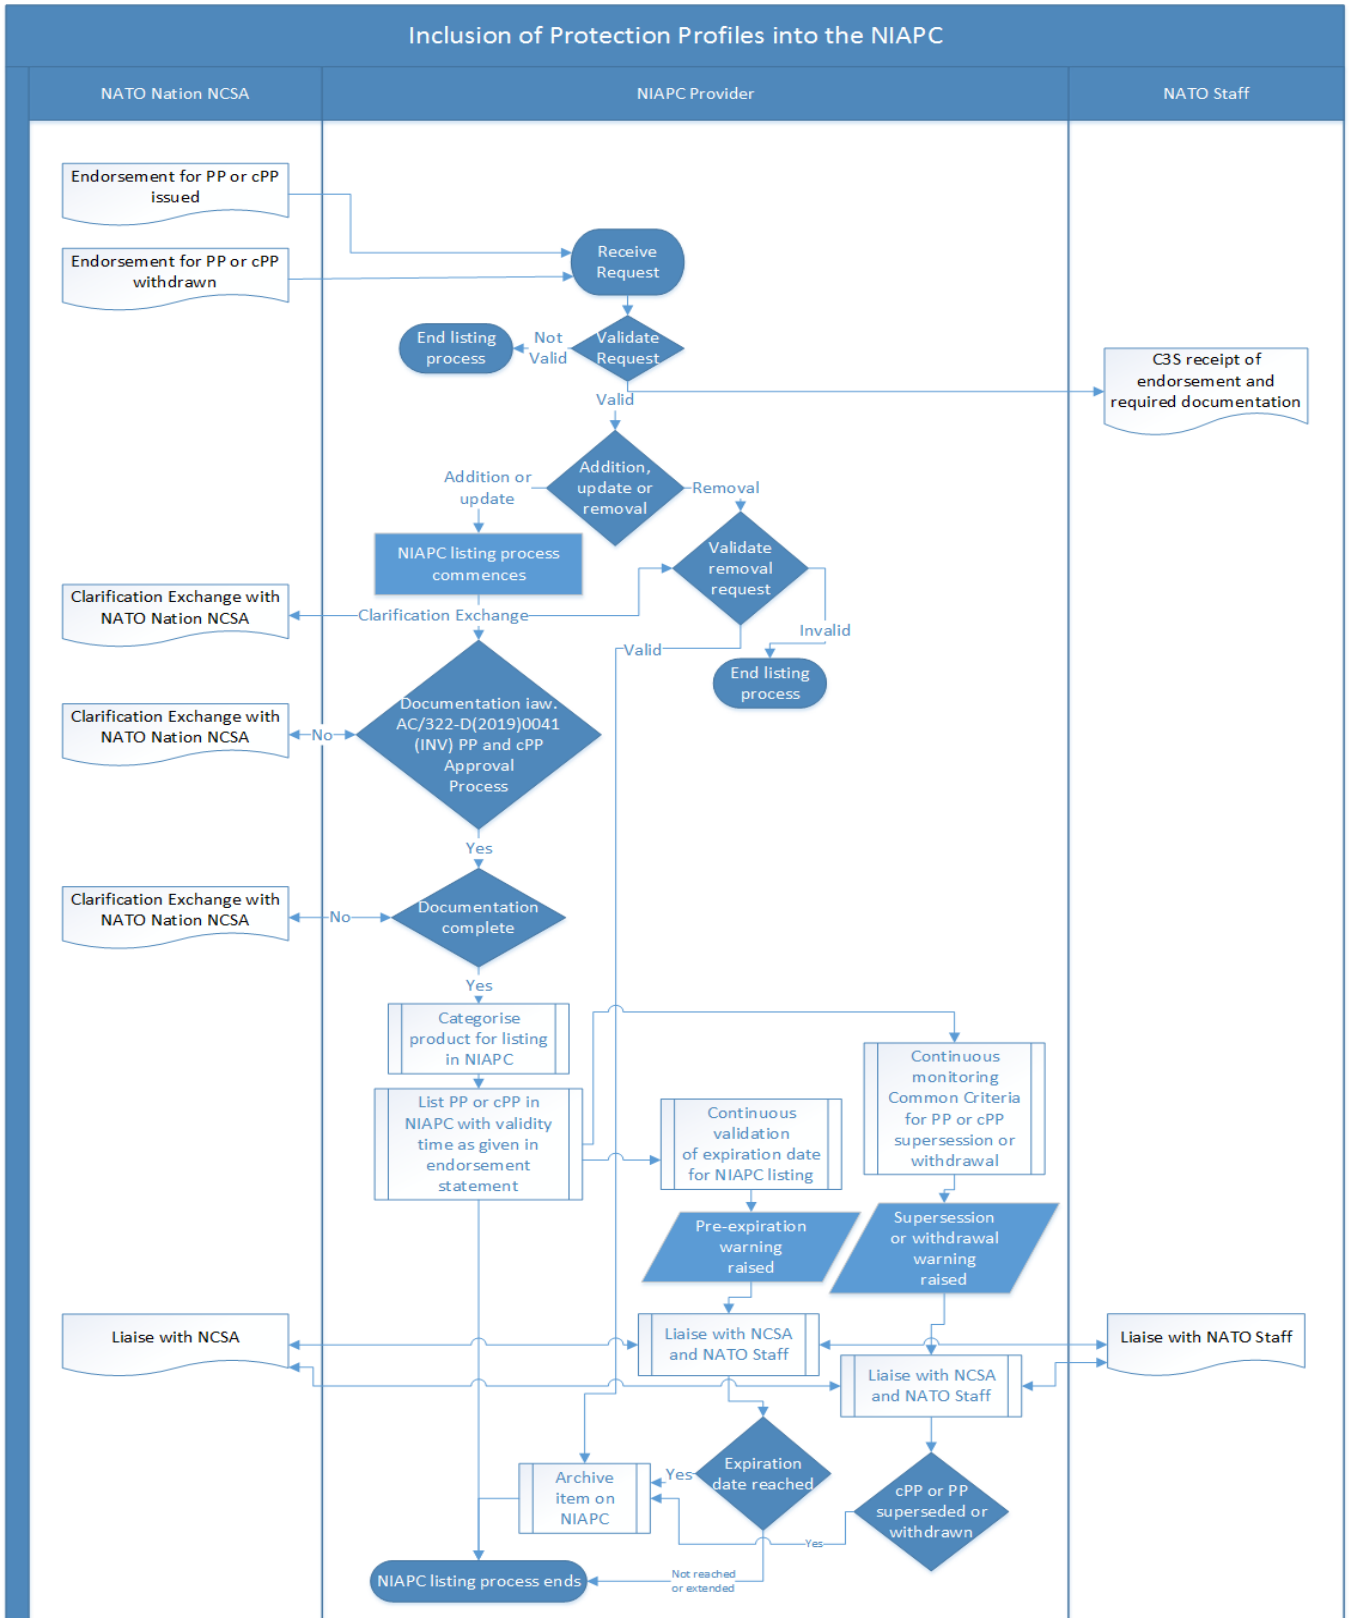 Inclusion of Protection Profiles into the NIAPC
NATO Nation NCSA
NIAPC Provider
NATO Staff
Endorsement for PP or cPP
issued
Endorsement for PP or cPP
withdrawn
Receive
Request
End listing
process
Not
Valid
Validate
Request
C3S receipt of
endorsement and
required documentation
Valid
Addition,
update or
removal
Addition or
update
Removal
NIAPC listing process
commences
Validate
removal
request
Clarification Exchange with
NATO Nation NCSA
Clarification Exchange
Invalid
Valid
End listing
process
Documentation iaw.
AC/322-D(2019)0041
(INV) PP and cPP
Approval
Process
Clarification Exchange with
NATO Nation NCSA
No
Yes
Clarification Exchange with
NATO Nation NCSA
No
Documentation
complete
Yes
Categorise
product for listing
in NIAPC
List PP or cPP in
NIAPC with validity
time as given in
endorsement
statement
Continuous
validation
of expiration date
for NIAPC listing
Continuous
monitoring
Common Criteria
for PP or cPP
supersession or
withdrawal
Pre-expiration
warning
raised
Supersession
or withdrawal
warning
raised
Liaise with NCSA
Liaise with NCSA
and NATO Staff
Liaise with NATO Staff
Liaise with NCSA
and NATO Staff
Archive
item on
NIAPC
Yes
Expiration
date reached
cPP or PP
superseded or
withdrawn
Yes
NIAPC listing process ends
Not reached
or extended